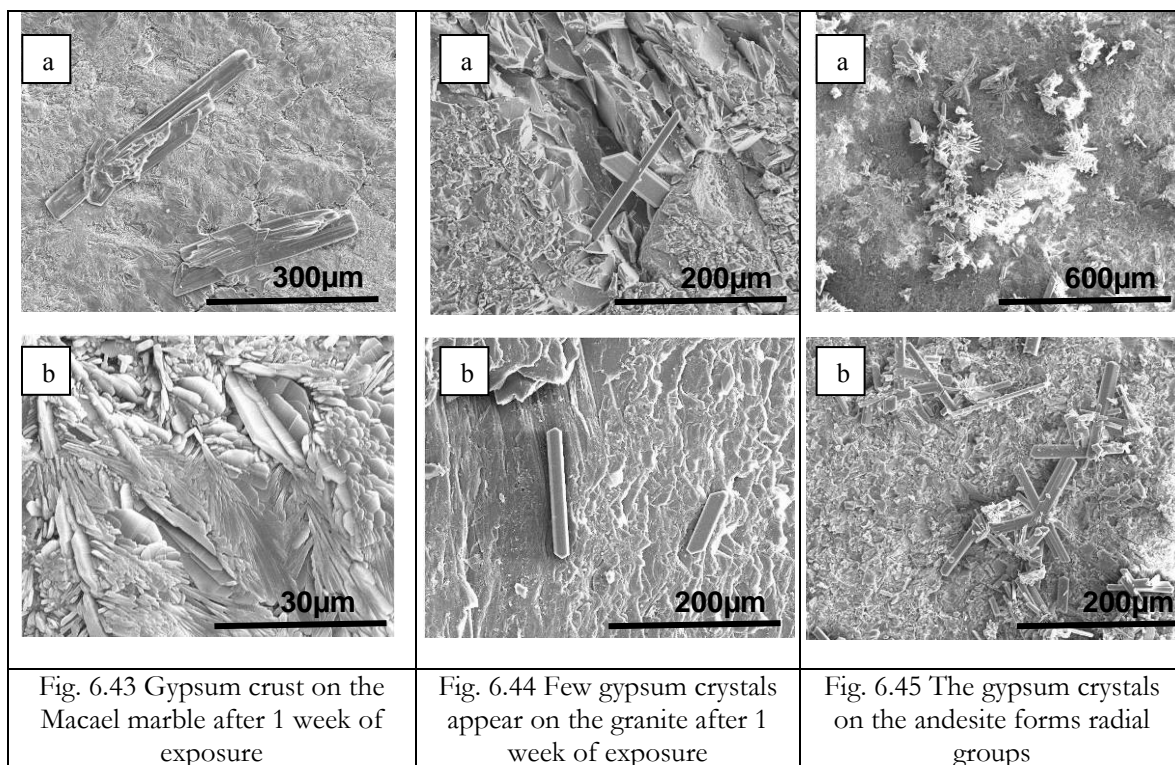 a
300µm
a
200µm
a
600µm
b
30µm
b
200µm
b
200µm
Fig. 6.43 Gypsum crust on the
Macael marble after 1 week of
exposure
Fig. 6.44 Few gypsum crystals
appear on the granite after 1
week of exposure
Fig. 6.45 The gypsum crystals
on the andesite forms radial
groups